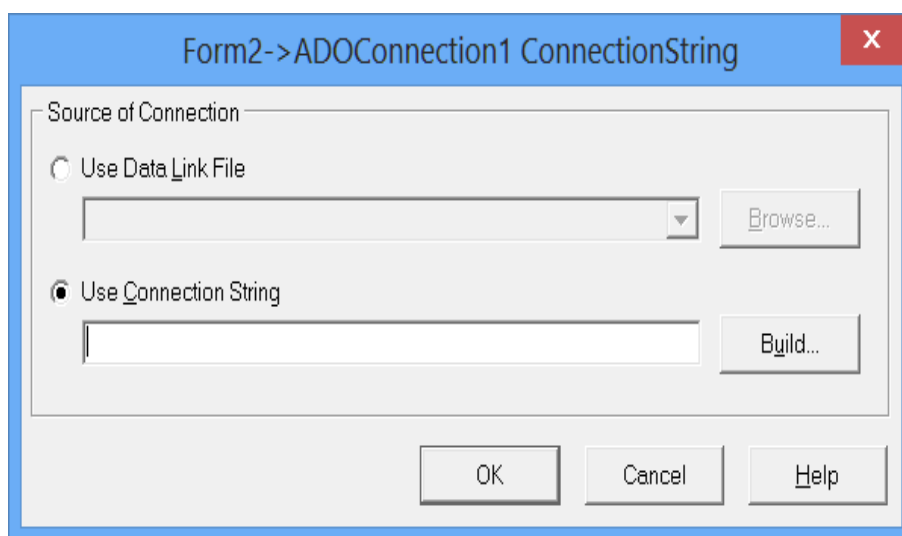 Form2->ADOConnection1 ConnectionString
X
Source of Connection
Use Data Link File
Browse...
Use Connection String
Build...
OK Cancel Help